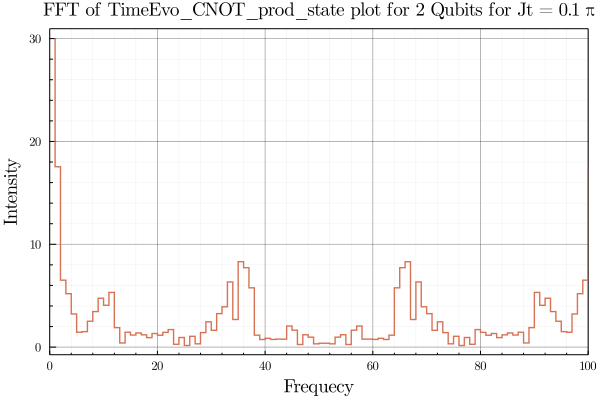 FFT of TimeEvo_CNOT_prod_state plot for 2 Qubits for Jt = 0.1 π
30
20
10
0
Intensity
0 20 40 60 80 100
Frequecy